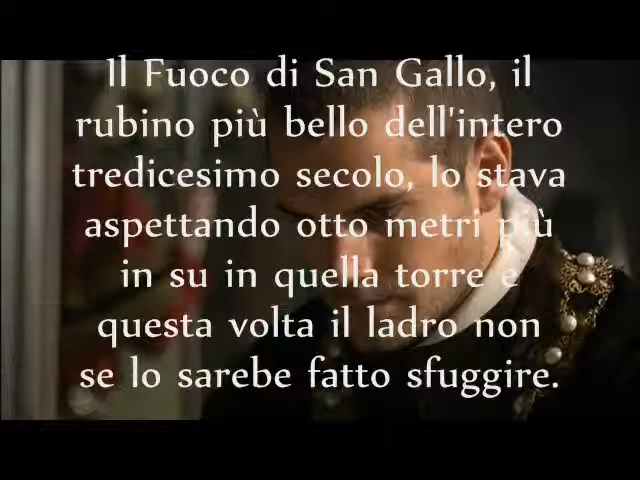 Il Fuoco di San Gallo, il
rubino più bello dell'intero
tredicesimo secolo, lo stava
aspettando otto metri più
in su in quella torre e
questa volta il ladro non
se lo sarebe fatto sfuggire.